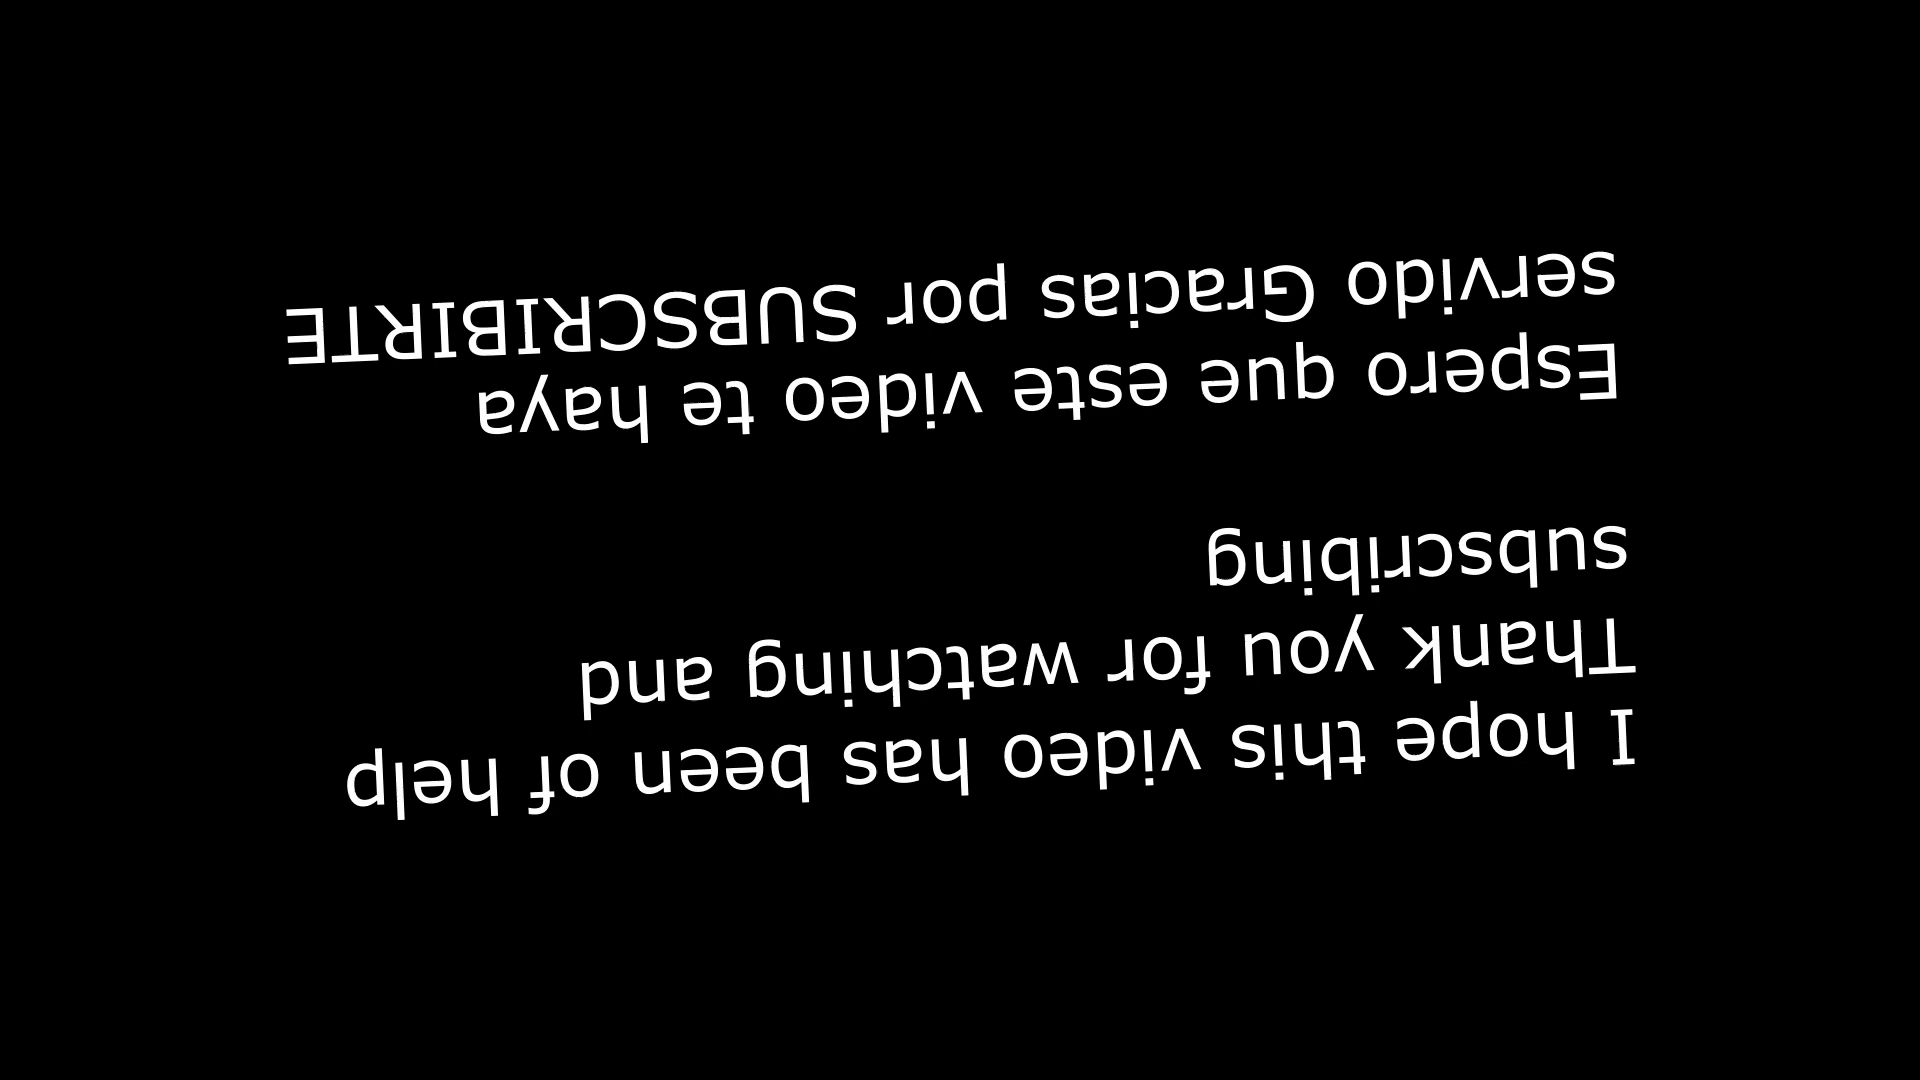 I hope this video has been of help
Thank you for watching and
subscribing
Espero que este video te haya
servido Gracias por SUBSCRIBIRTE